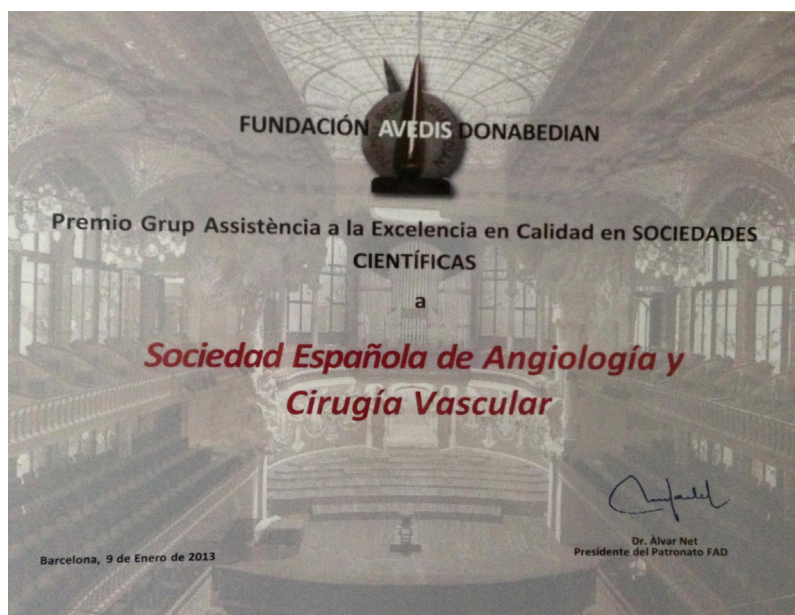 FUNDACIÓN AVEDIS DONABEDIAN
Premio Grup Assistència a la Excelencia en Calidad en SOCIEDADES
CIENTÍFICAS
a
Sociedad Española de Angiología y
Cirugía Vascular
Dr. Àlvar Net
Presidente del Patronato FAD
Barcelona, 9 de Enero de 2013